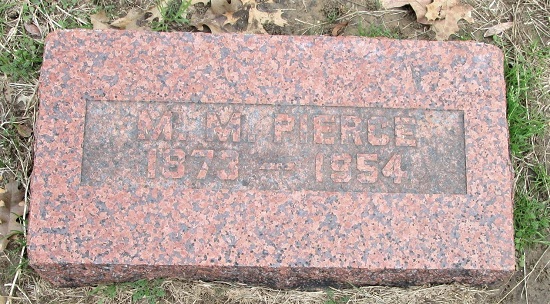 M. M. PIERCE
1873 — 1954